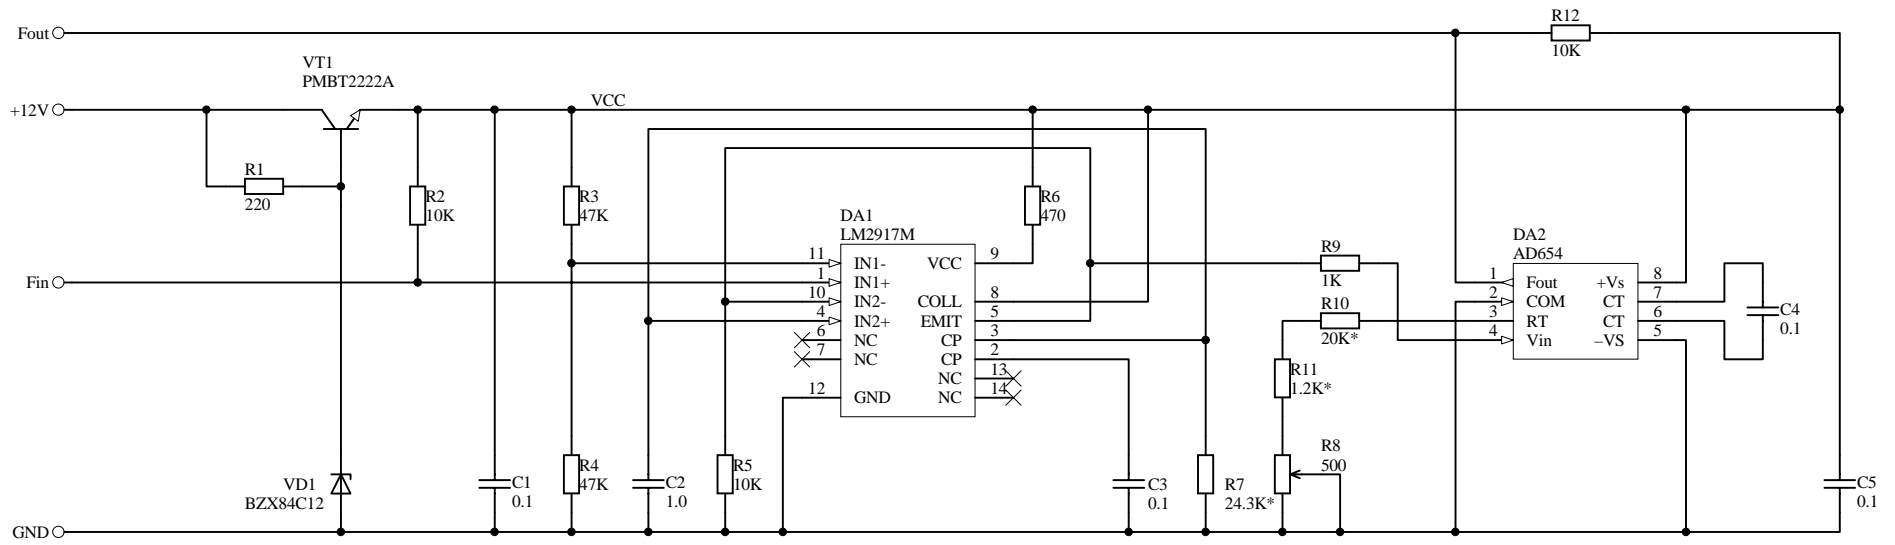 Fout
R12
10K
VT1
PMBT2222A
+12V
VCC
R1
220
R2
10K
R3
47K
R6
470
DA1
LM2917M
11 IN1- VCC 9
1 IN1+
10 IN2- COLL 8
4 IN2+ EMIT 5
6 NC CP 3
7 NC CP 2
NC 13
12 GND NC 14
Fin
R9
1K
R10
20K*
R11
1.2K*
R8
500
DA2
AD654
1 Fout +Vs 8
2 COM CT 7
3 RT CT 6
4 Vin –VS 5
C4
0.1
VD1
BZX84C12
C1
0.1
R4
47K
C2
1.0
R5
10K
C3
0.1
R7
24.3K*
C5
0.1
GND